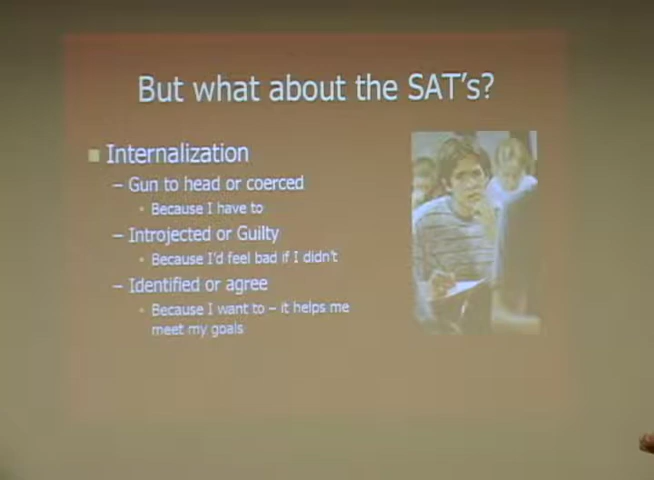 But what about the SAT's?
Internalization
– Gun to head or coerced
• Because I have to
– Introjected or Guilty
• Because I'd feel bad if I didn't
– Identified or agree
• Because I want to – it helps me
meet my goals